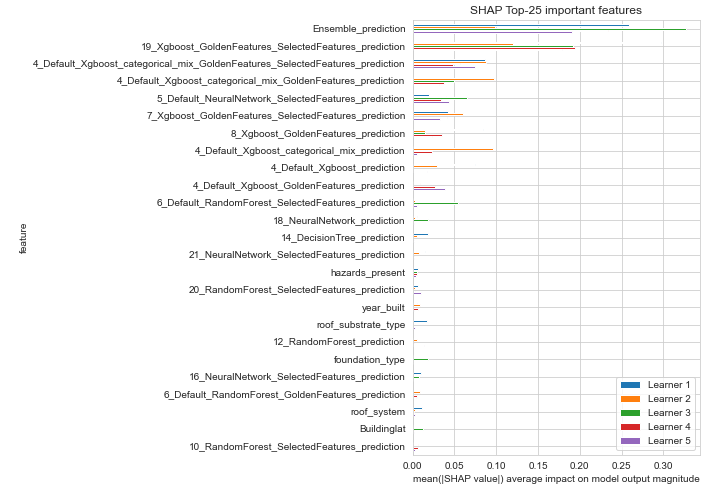 SHAP Top-25 important features
Ensemble_prediction
19_Xgboost_GoldenFeatures_SelectedFeatures_prediction
4_Default_Xgboost_categorical_mix_GoldenFeatures_SelectedFeatures_prediction
4_Default_Xgboost_categorical_mix_GoldenFeatures_prediction
5_Default_NeuralNetwork_SelectedFeatures_prediction
7_Xgboost_GoldenFeatures_SelectedFeatures_prediction
8_Xgboost_GoldenFeatures_prediction
4_Default_Xgboost_categorical_mix_prediction
4_Default_Xgboost_prediction
4_Default_Xgboost_GoldenFeatures_prediction
6_Default_RandomForest_SelectedFeatures_prediction
18_NeuralNetwork_prediction
14_DecisionTree_prediction
21_NeuralNetwork_SelectedFeatures_prediction
hazards_present
20_RandomForest_SelectedFeatures_prediction
year_built
roof_substrate_type
12_RandomForest_prediction
foundation_type
16_NeuralNetwork_SelectedFeatures_prediction
6_Default_RandomForest_GoldenFeatures_prediction
roof_system
Buildinglat
10_RandomForest_SelectedFeatures_prediction
feature
Learner 1
Learner 2
Learner 3
Learner 4
Learner 5
0.00 0.05 0.10 0.15 0.20 0.25 0.30
mean(|SHAP value|) average impact on model output magnitude